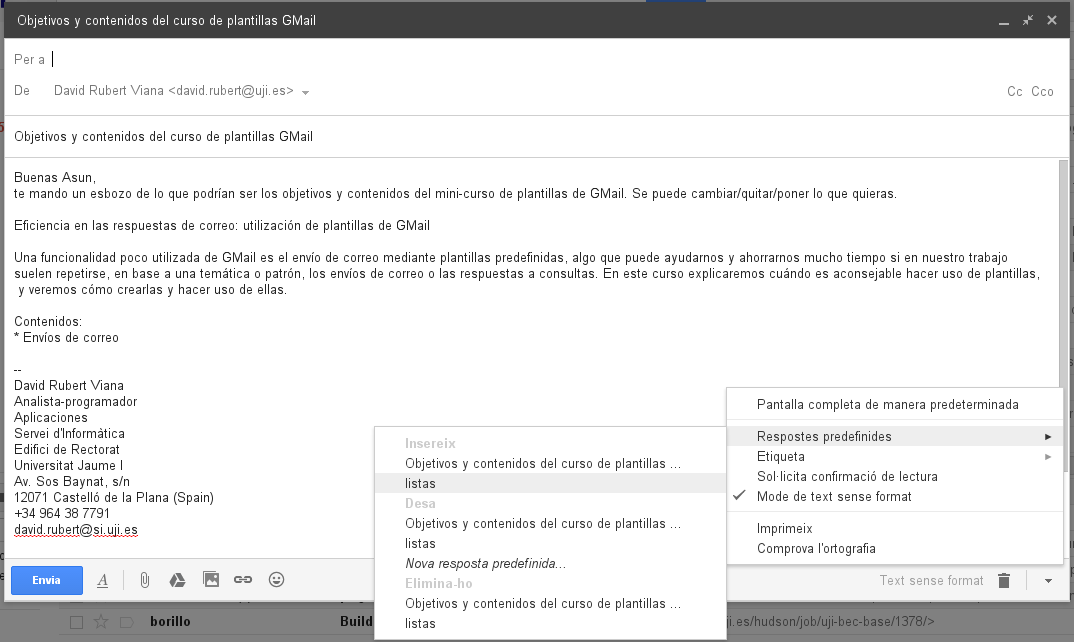 Objetivos y contenidos del curso de plantillas GMail
Per a
De David Rubert Viana <david.rubert@uji.es>
Cc Cco
Objetivos y contenidos del curso de plantillas GMail
Buenas Asun,
te mando un esbozo de lo que podrían ser los objetivos y contenidos del mini-curso de plantillas de GMail. Se puede cambiar/quitar/poner lo que quieras.
Eficiencia en las respuestas de correo: utilización de plantillas de GMail
Una funcionalidad poco utilizada de GMail es el envío de correo mediante plantillas predefinidas, algo que puede ayudarnos y ahorrarnos mucho tiempo si en nuestro trabajo
suelen repetirse, en base a una temática o patrón, los envíos de correo o las respuestas a consultas. En este curso explicaremos cuándo es aconsejable hacer uso de plantillas,
y veremos cómo crearlas y hacer uso de ellas.
Contenidos:
* Envíos de correo
--
David Rubert Viana
Analista-programador
Aplicaciones
Servei d'Informàtica
Edifici de Rectorat
Universitat Jaume I
Av. Sos Baynat, s/n
12071 Castelló de la Plana (Spain)
+34 964 38 7791
david.rubert@si.uji.es
Pantalla completa de manera predeterminada
Respostes predefinides
Etiqueta
Sol·licita confirmació de lectura
Mode de text sense format
Imprimeix
Comprova l'ortografia
Insereix
Objetivos y contenidos del curso de plantillas ...
listas
Desa
Objetivos y contenidos del curso de plantillas ...
listas
Nova resposta predefinida...
Elimina-ho
Objetivos y contenidos del curso de plantillas ...
listas
Envia
A
Text sense format
borillo
Build
ji.es/hudson/job/uji-bec-base/1378/>